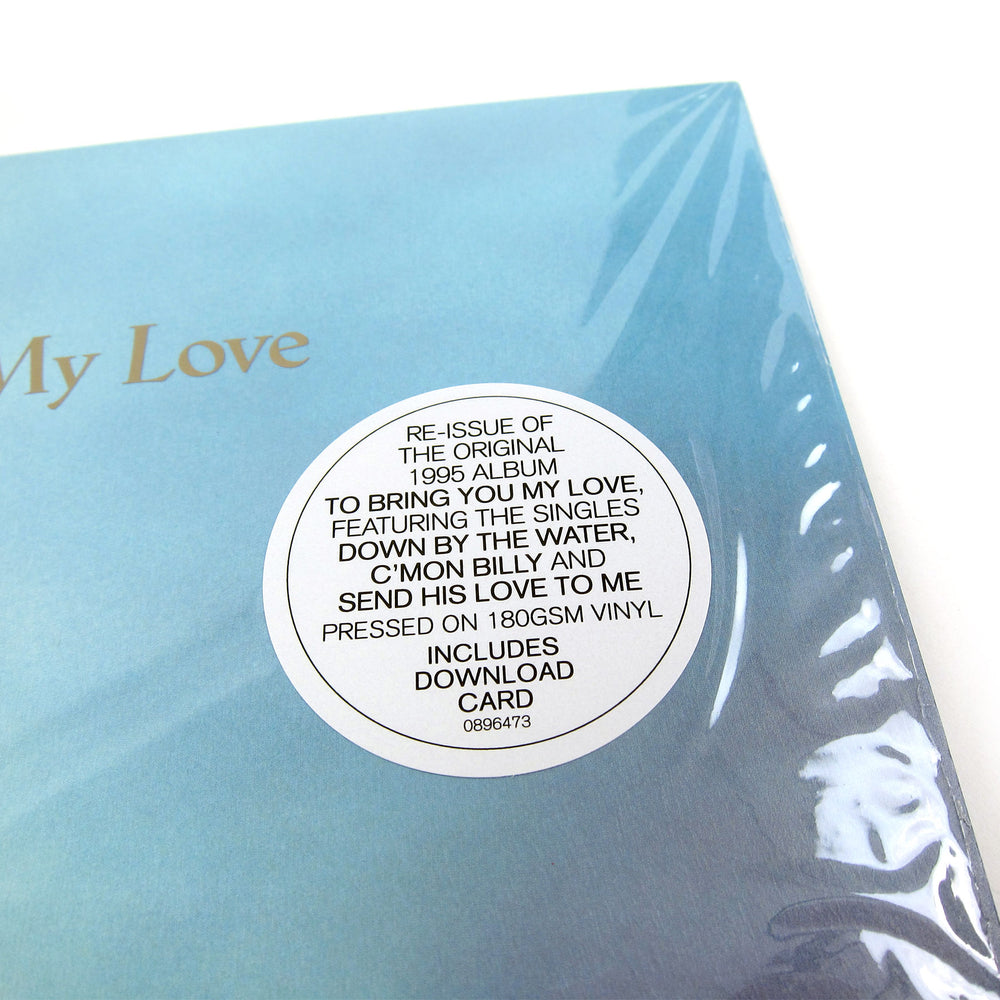 My Love
RE-ISSUE OF
THE ORIGINAL
1995 ALBUM
TO BRING YOU MY LOVE,
FEATURING THE SINGLES
DOWN BY THE WATER,
C'MON BILLY AND
SEND HIS LOVE TO ME
PRESSED ON 180GSM VINYL
INCLUDES
DOWNLOAD
CARD
0896473